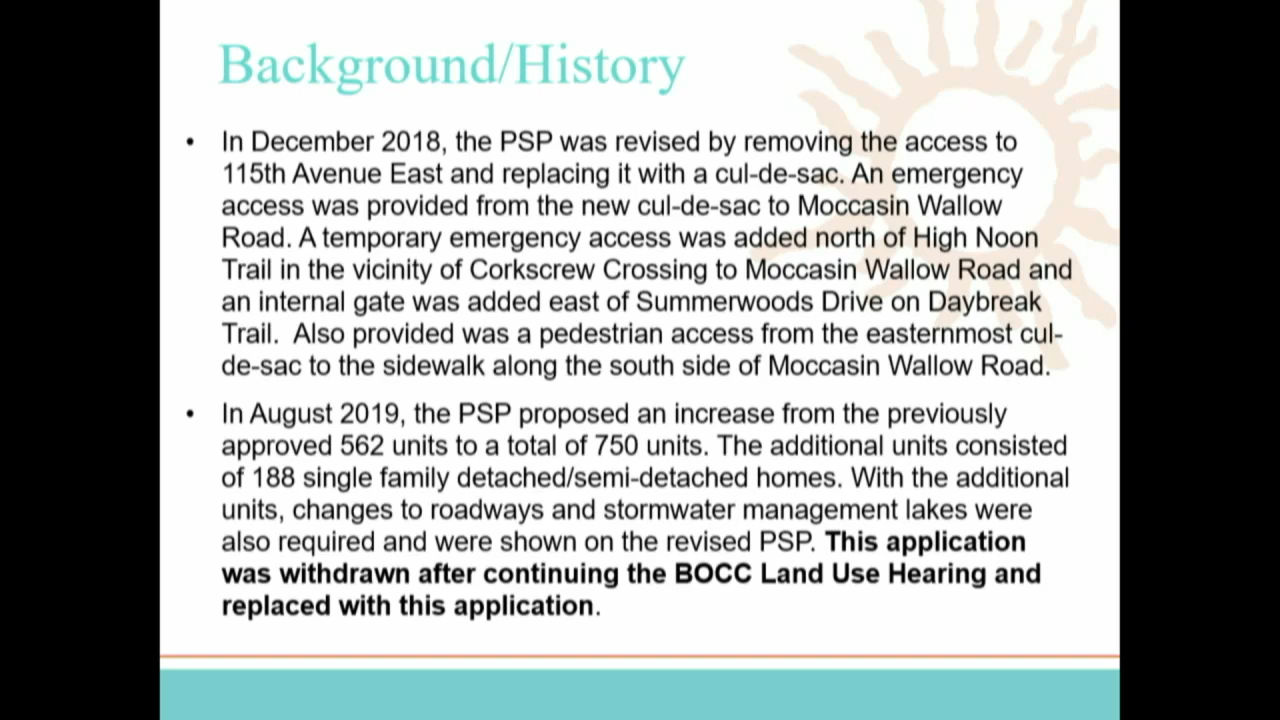 Background/History
• In December 2018, the PSP was revised by removing the access to
115th Avenue East and replacing it with a cul-de-sac. An emergency
access was provided from the new cul-de-sac to Moccasin Wallow
Road. A temporary emergency access was added north of High Noon
Trail in the vicinity of Corkscrew Crossing to Moccasin Wallow Road and
an internal gate was added east of Summerwoods Drive on Daybreak
Trail.  Also provided was a pedestrian access from the easternmost cul-
de-sac to the sidewalk along the south side of Moccasin Wallow Road.
• In August 2019, the PSP proposed an increase from the previously
approved 562 units to a total of 750 units. The additional units consisted
of 188 single family detached/semi-detached homes. With the additional
units, changes to roadways and stormwater management lakes were
also required and were shown on the revised PSP. This application
was withdrawn after continuing the BOCC Land Use Hearing and
replaced with this application.